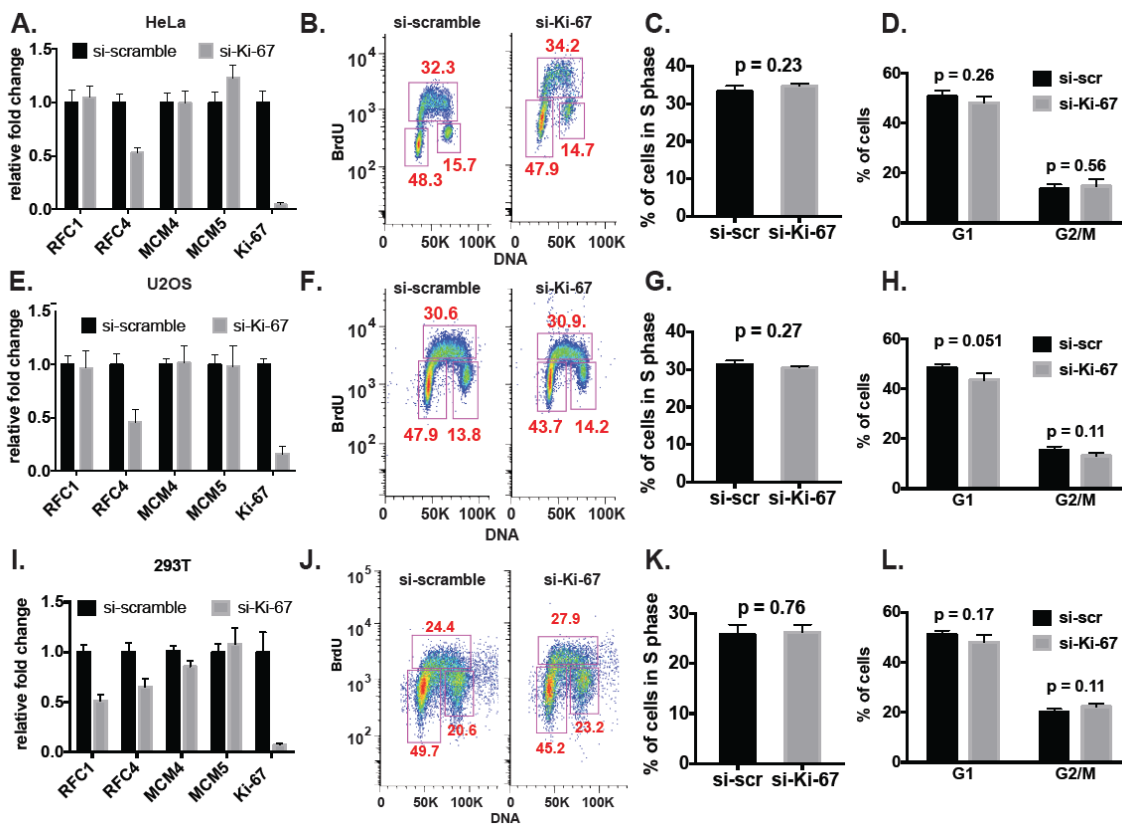 A.
HeLa
si-scramble si-Ki-67
relative fold change
1.5
1.0
0.5
0.0
RFC1 RFC4 MCM4 MCM5 Ki-67
B.
si-scramble si-Ki-67
BrdU
10^4
10^3
10^2
32.3
48.3
15.7
34.2
47.9
14.7
0 50K 100K 0 50K 100K
DNA
C.
p = 0.23
% of cells in S phase
40
30
20
10
0
si-scr si-Ki-67
D.
si-scr
si-Ki-67
p = 0.26
p = 0.56
% of cells
60
40
20
0
G1 G2/M
E.
U2OS
si-scramble si-Ki-67
relative fold change
1.0
0.5
0.0
RFC1 RFC4 MCM4 MCM5 Ki-67
F.
si-scramble si-Ki-67
BrdU
10^4
10^3
10^2
30.6
47.9 13.8
30.9.
43.7 14.2
0 50K 100K 0 50K 100K
DNA
G.
p = 0.27
% of cells in S phase
40
30
20
10
0
si-scr si-Ki-67
H.
si-scr
si-Ki-67
p = 0.051
p = 0.11
% of cells
60
40
20
0
G1 G2/M
I.
293T
si-scramble si-Ki-67
relative fold change
1.5
1.0
0.5
0.0
RFC1 RFC4 MCM4 MCM5 Ki-67
J.
si-scramble si-Ki-67
BrdU
10^5
10^4
10^3
10^2
0
24.4
49.7
20.6
27.9
45.2
23.2
0 50K 100K 0 50K 100K
DNA
K.
p = 0.76
% of cells in S phase
30
20
10
0
si-scr si-Ki-67
L.
si-scr
si-Ki-67
p = 0.17
p = 0.11
% of cells
60
40
20
0
G1 G2/M